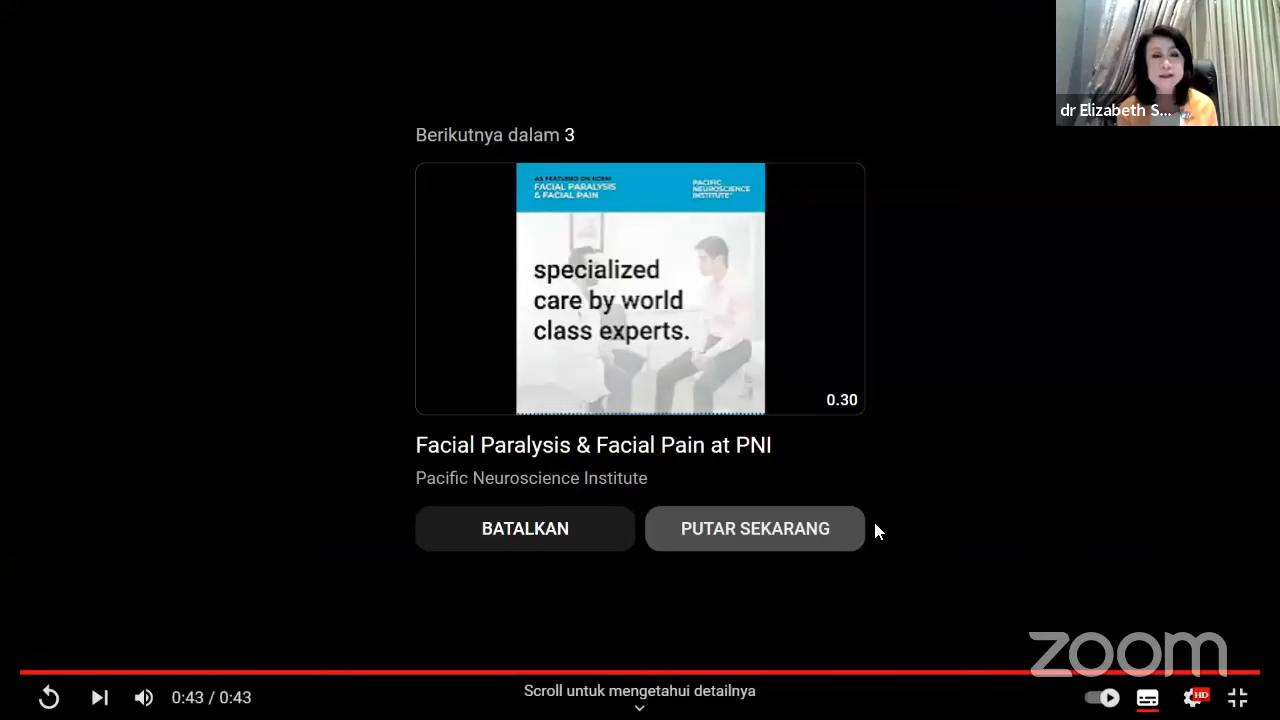 dr Elizabeth S...
Berikutnya dalam 3
AS FEATURED ON KCRW
FACIAL PARALYSIS
& FACIAL PAIN
PACIFIC
NEUROSCIENCE
INSTITUTE
specialized
care by world
class experts.
0.30
Facial Paralysis & Facial Pain at PNI
Pacific Neuroscience Institute
BATALKAN
PUTAR SEKARANG
zoom
0:43 / 0:43
Scroll untuk mengetahui detailnya
HD